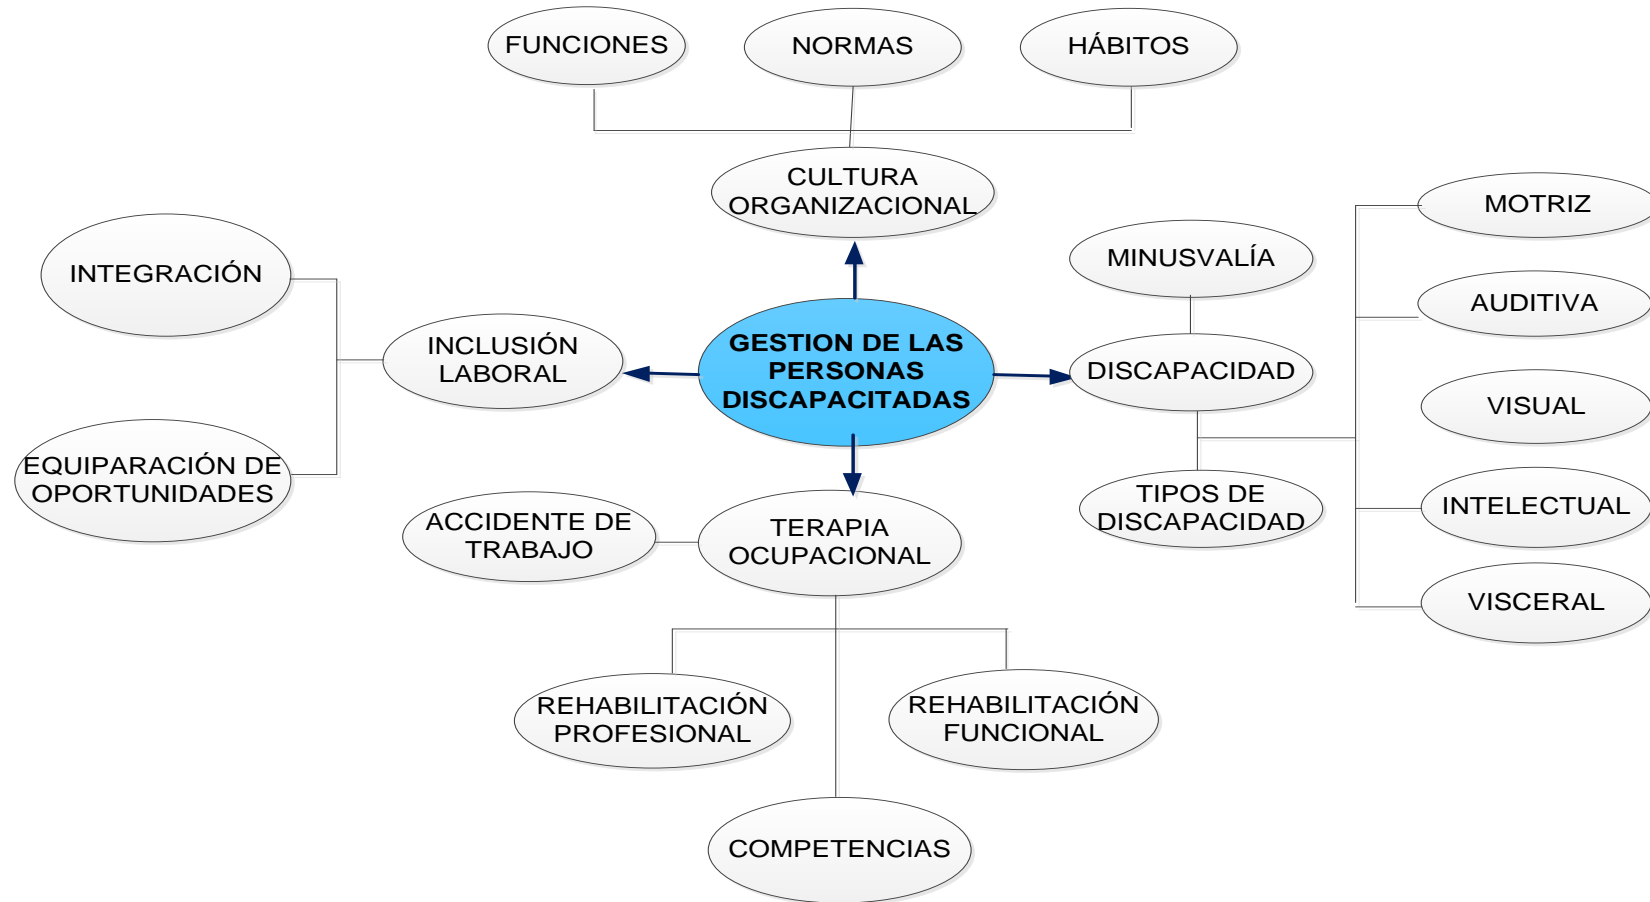 FUNCIONES
NORMAS
HÁBITOS
CULTURA
ORGANIZACIONAL
MOTRIZ
INTEGRACIÓN
MINUSVALÍA
AUDITIVA
INCLUSIÓN
LABORAL
GESTION DE LAS
PERSONAS
DISCAPACITADAS
DISCAPACIDAD
VISUAL
EQUIPARACIÓN DE
OPORTUNIDADES
ACCIDENTE DE
TRABAJO
TERAPIA
OCUPACIONAL
TIPOS DE
DISCAPACIDAD
INTELECTUAL
VISCERAL
REHABILITACIÓN
PROFESIONAL
REHABILITACIÓN
FUNCIONAL
COMPETENCIAS